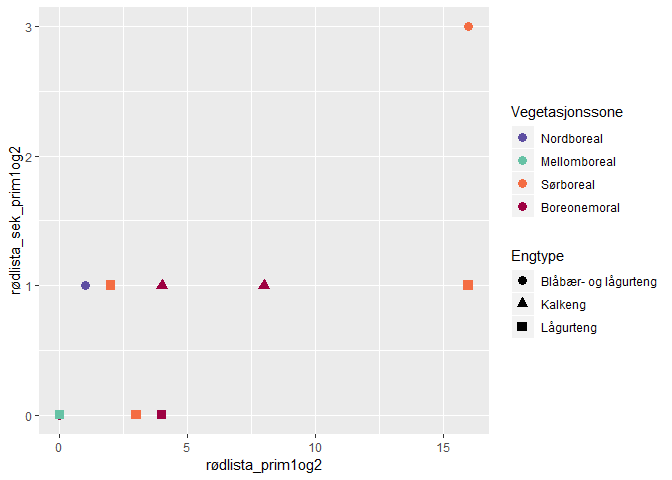 3
2
1
0
rødlista_sek_prim1og2
0 5 10 15
rødlista_prim1og2
Vegetasjonssone
Nordboreal
Mellomboreal
Sørboreal
Boreonemoral
Engtype
Blåbær- og lågurteng
Kalkeng
Lågurteng